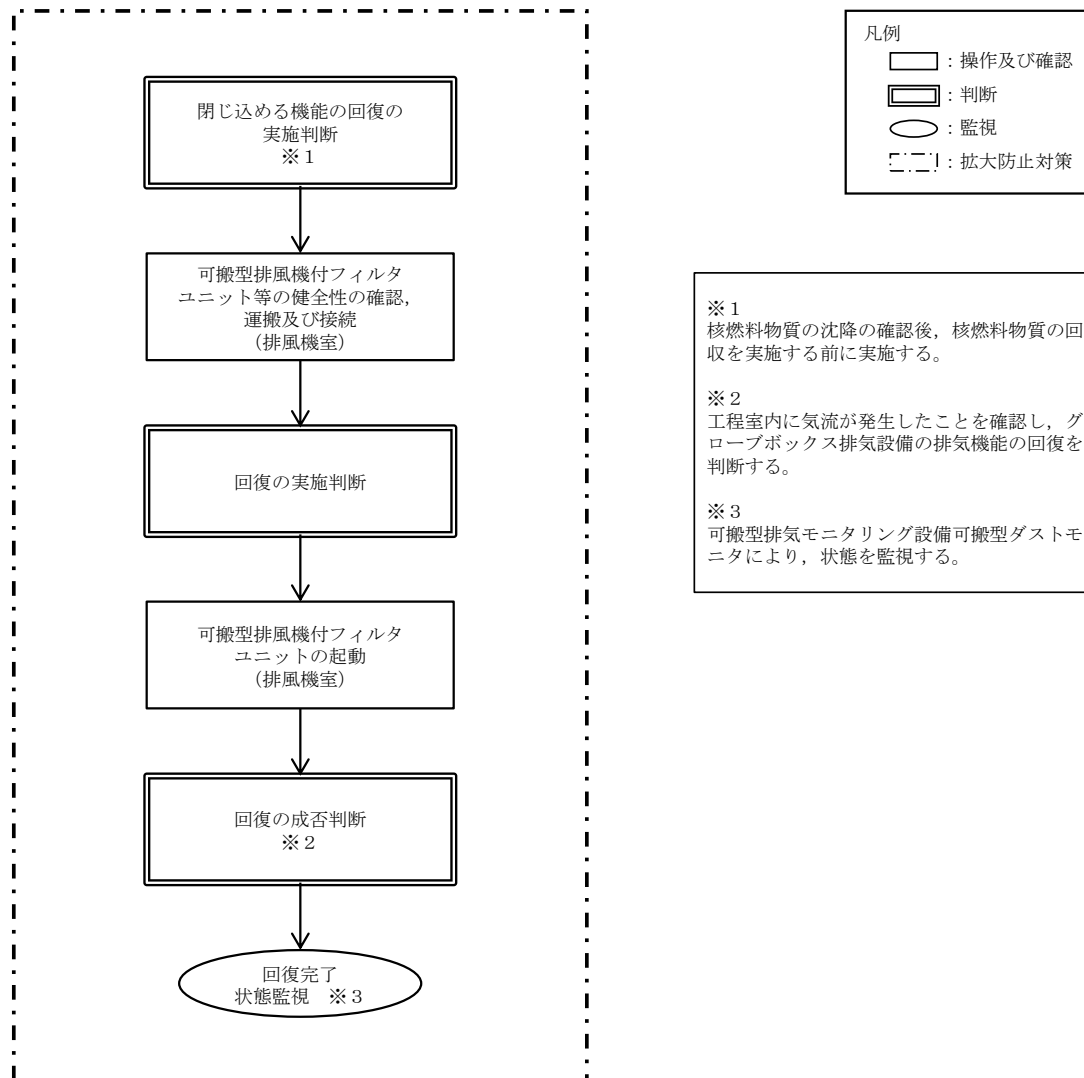 閉じ込める機能の回復の
実施判断
※１
可搬型排風機付フィルタ
ユニット等の健全性の確認，
運搬及び接続
（排風機室）
回復の実施判断
可搬型排風機付フィルタ
ユニットの起動
（排風機室）
回復の成否判断
※２
回復完了
状態監視　※３
凡例
：操作及び確認
：判断
：監視
：拡大防止対策
※１
核燃料物質の沈降の確認後，核燃料物質の回
収を実施する前に実施する。
※２
工程室内に気流が発生したことを確認し，グ
ローブボックス排気設備の排気機能の回復を
判断する。
※３
可搬型排気モニタリング設備可搬型ダストモ
ニタにより，状態を監視する。